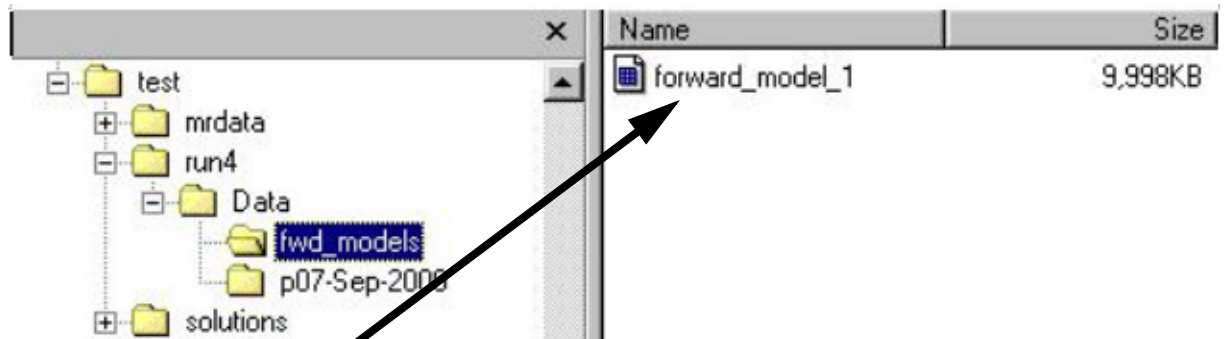 test
mrdata
run4
Data
fwd_models
p07-Sep-2000
solutions
Name Size
forward_model_1 9,998KB